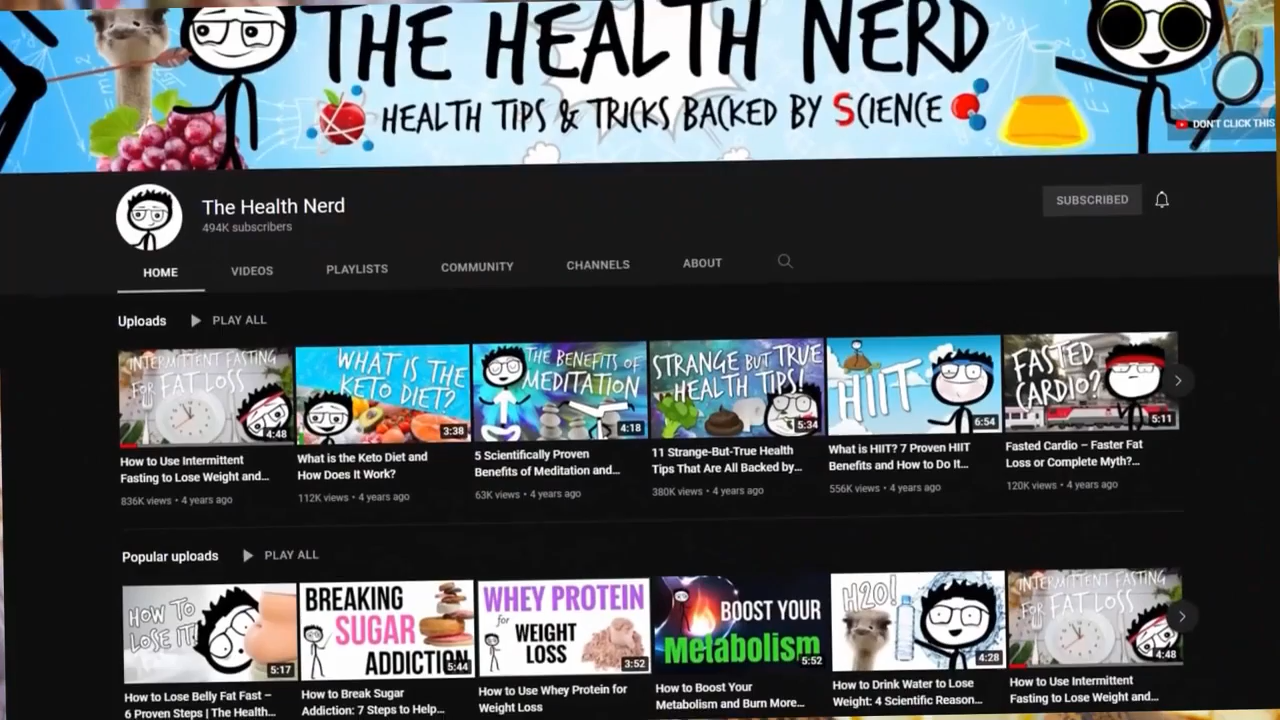 THE HEALTH NERD
HEALTH TIPS & TRICKS BACKED BY SCIENCE
DON'T CLICK THIS
The Health Nerd
494K subscribers
SUBSCRIBED
HOME VIDEOS PLAYLISTS COMMUNITY CHANNELS ABOUT
Uploads PLAY ALL
INTERMITTENT FASTING
FOR FAT LOSS
4:48
WHAT IS THE
KETO DIET?
3:38
THE BENEFITS OF
MEDITATION
4:18
STRANGE BUT TRUE
HEALTH TIPS!
5:34
HIIT
6:54
FASTED
CARDIO?
5:11
How to Use Intermittent
Fasting to Lose Weight and...
836K views • 4 years ago
What is the Keto Diet and
How Does It Work?
112K views • 4 years ago
5 Scientifically Proven
Benefits of Meditation and...
63K views • 4 years ago
11 Strange-But-True Health
Tips That Are All Backed by...
380K views • 4 years ago
What is HIIT? 7 Proven HIIT
Benefits and How to Do It...
556K views • 4 years ago
Fasted Cardio – Faster Fat
Loss or Complete Myth?...
120K views • 4 years ago
Popular uploads PLAY ALL
HOW TO
LOSE IT!
5:17
BREAKING
SUGAR
ADDICTION
5:44
WHEY PROTEIN
for
WEIGHT
LOSS
3:52
BOOST YOUR
Metabolism
5:52
H2O!
4:28
INTERMITTENT FASTING
FOR FAT LOSS
4:48
How to Lose Belly Fat Fast –
6 Proven Steps | The Health...
How to Break Sugar
Addiction: 7 Steps to Help...
How to Use Whey Protein for
Weight Loss
How to Boost Your
Metabolism and Burn More...
How to Drink Water to Lose
Weight: 4 Scientific Reason...
How to Use Intermittent
Fasting to Lose Weight and...